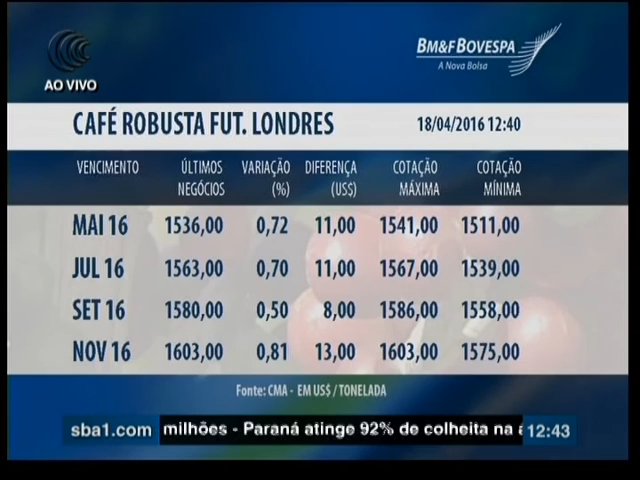 AO VIVO
BM&FBOVESPA
A Nova Bolsa
CAFÉ ROBUSTA FUT. LONDRES 18/04/2016 12:40
VENCIMENTO ÚLTIMOS NEGÓCIOS VARIAÇÃO (%) DIFERENÇA (US$) COTAÇÃO MÁXIMA COTAÇÃO MÍNIMA
MAI 16 1536,00 0,72 11,00 1541,00 1511,00
JUL 16 1563,00 0,70 11,00 1567,00 1539,00
SET 16 1580,00 0,50 8,00 1586,00 1558,00
NOV 16 1603,00 0,81 13,00 1603,00 1575,00
Fonte: CMA - EM US$ / TONELADA
sba1.com milhões - Paraná atinge 92% de colheita na 12:43